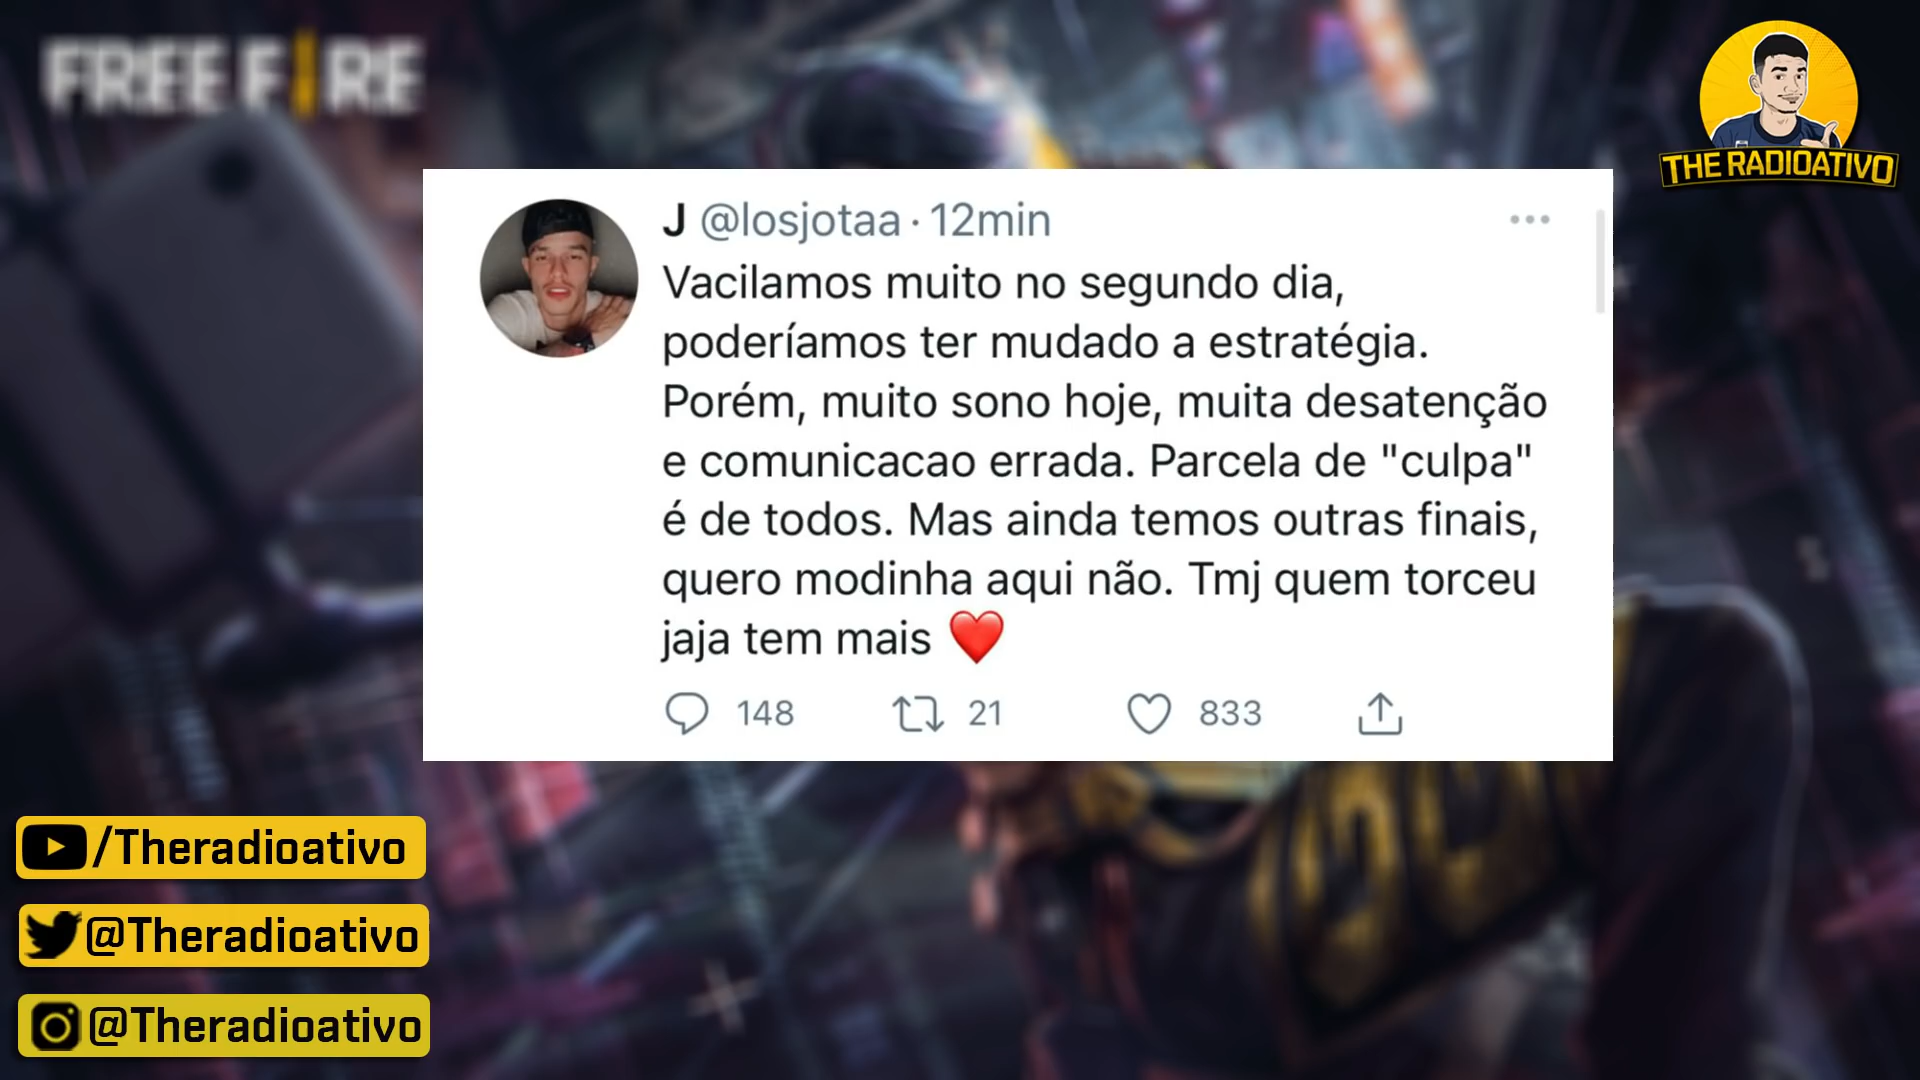 FREE FIRE
THE RADIOATIVO
J @losjotaa · 12min
Vacilamos muito no segundo dia,
poderíamos ter mudado a estratégia.
Porém, muito sono hoje, muita desatenção
e comunicacao errada. Parcela de "culpa"
é de todos. Mas ainda temos outras finais,
quero modinha aqui não. Tmj quem torceu
jaja tem mais ❤️
148 21 833
/Theradioativo
@Theradioativo
@Theradioativo